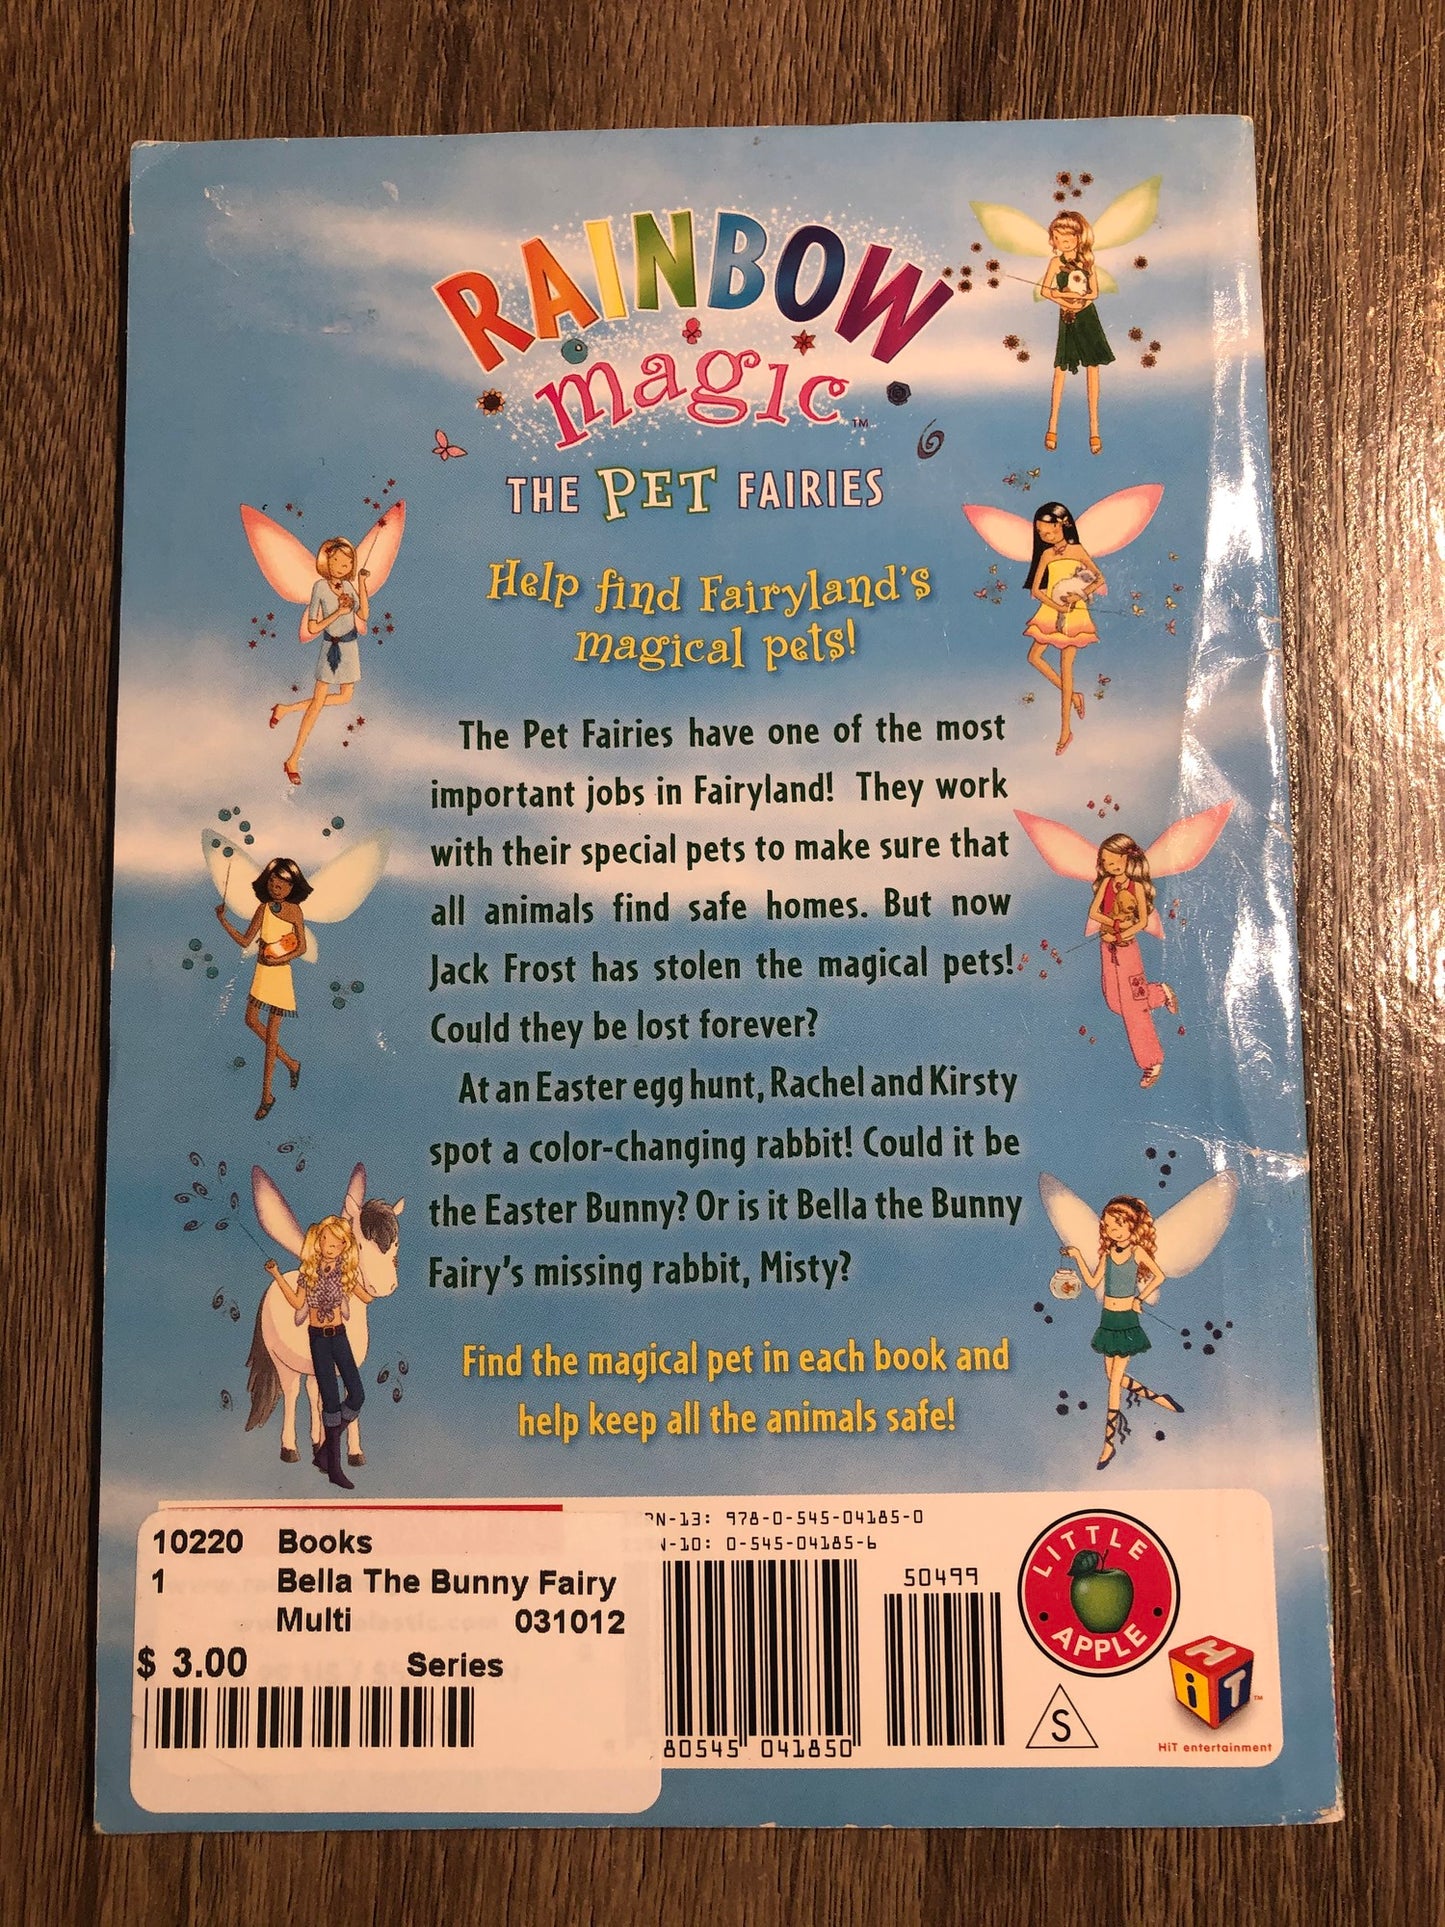 RAINBOW
magic™
THE PET FAIRIES
Help find Fairyland's
magical pets!
The Pet Fairies have one of the most
important jobs in Fairyland! They work
with their special pets to make sure that
all animals find safe homes. But now
Jack Frost has stolen the magical pets!
Could they be lost forever?
At an Easter egg hunt, Rachel and Kirsty
spot a color-changing rabbit! Could it be
the Easter Bunny? Or is it Bella the Bunny
Fairy's missing rabbit, Misty?
Find the magical pet in each book and
help keep all the animals safe!
10220 Books
1 Bella The Bunny Fairy
Multi 031012
$ 3.00 Series
N-13: 978-0-545-04185-0
-10: 0-545-04185-6
50499
80545 041850
LITTLE
APPLE
S
HiT™
HiT entertainment